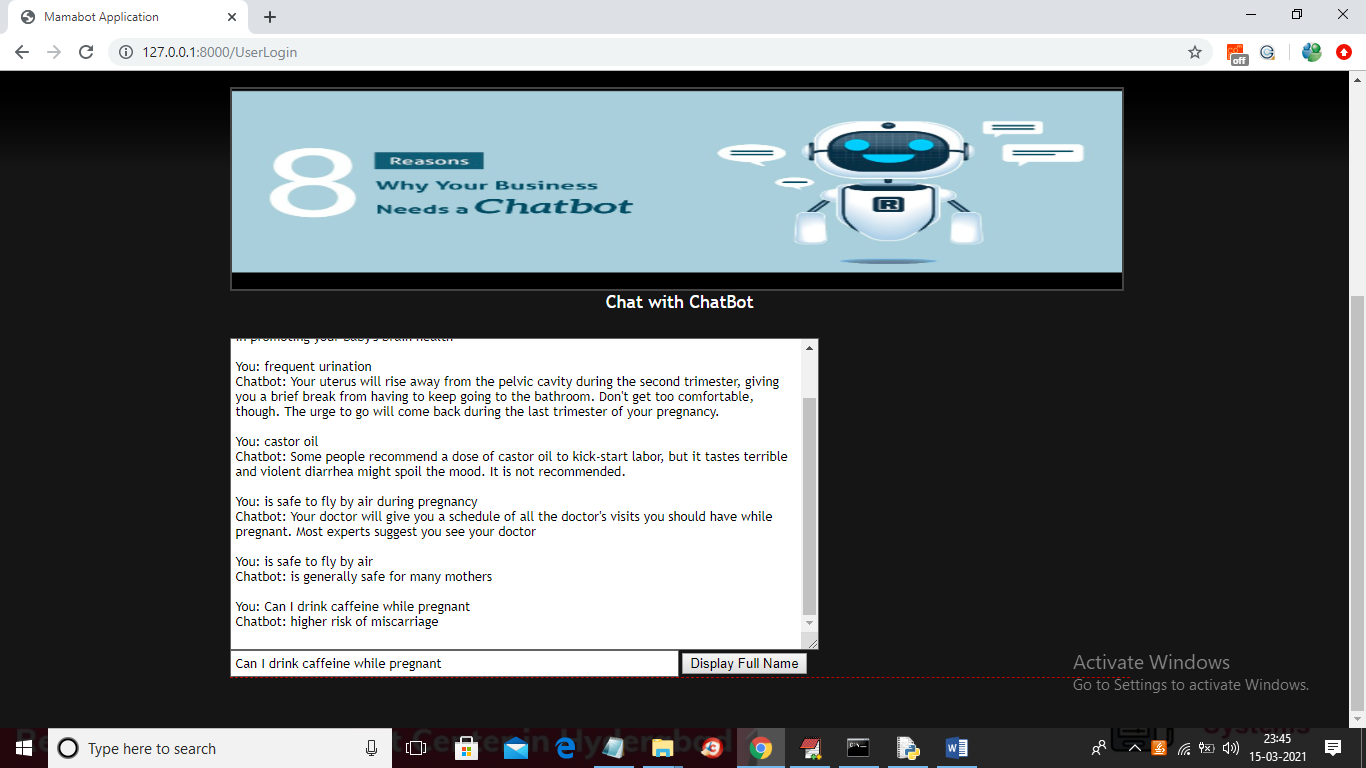 Mamabot Application
127.0.0.1:8000/UserLogin
off
8
Reasons
Why Your Business
Needs a Chatbot
R
Chat with ChatBot
in promoting your baby's brain health
You: frequent urination
Chatbot: Your uterus will rise away from the pelvic cavity during the second trimester, giving
you a brief break from having to keep going to the bathroom. Don't get too comfortable,
though. The urge to go will come back during the last trimester of your pregnancy.
You: castor oil
Chatbot: Some people recommend a dose of castor oil to kick-start labor, but it tastes terrible
and violent diarrhea might spoil the mood. It is not recommended.
You: is safe to fly by air during pregnancy
Chatbot: Your doctor will give you a schedule of all the doctor's visits you should have while
pregnant. Most experts suggest you see your doctor
You: is safe to fly by air
Chatbot: is generally safe for many mothers
You: Can I drink caffeine while pregnant
Chatbot: higher risk of miscarriage
Can I drink caffeine while pregnant
Display Full Name
Activate Windows
Go to Settings to activate Windows.
Type here to search
23:45
15-03-2021